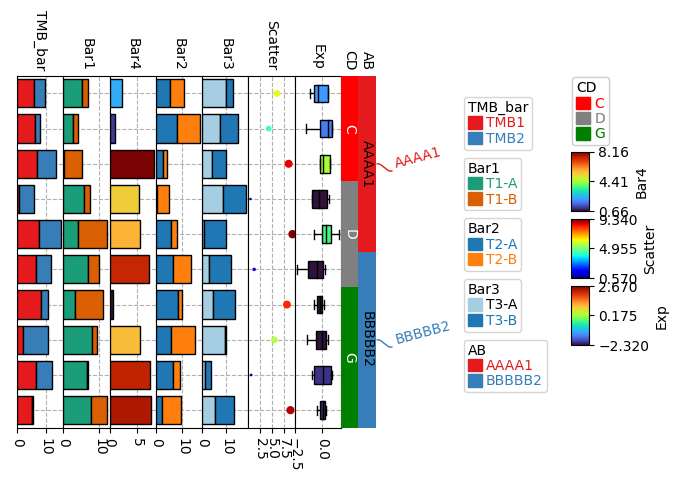 TMB_bar
Bar1
Bar4
Bar2
Bar3
Scatter
Exp
CD
AB
C
D
G
AAAA1
BBBBB2
AAAA1
BBBBB2
0
10
0
10
0
5
0
10
0
10
2.5
5.0
7.5
−2.5
0.0
TMB_bar
TMB1
TMB2
Bar1
T1-A
T1-B
Bar2
T2-A
T2-B
Bar3
T3-A
T3-B
AB
AAAA1
BBBBB2
CD
C
D
G
8.16
4.41
0.66
Bar4
9.340
4.955
0.570
Scatter
2.670
0.175
−2.320
Exp